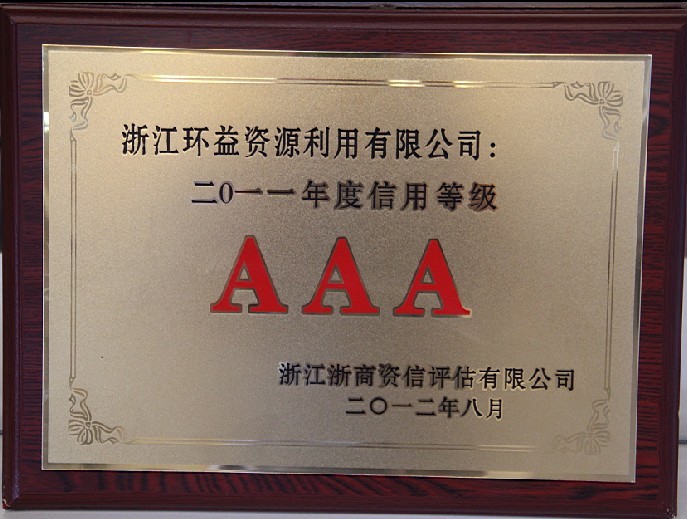 浙江环益资源利用有限公司：
二0一一年度信用等级
AAA
浙江浙商资信评估有限公司
二〇一二年八月